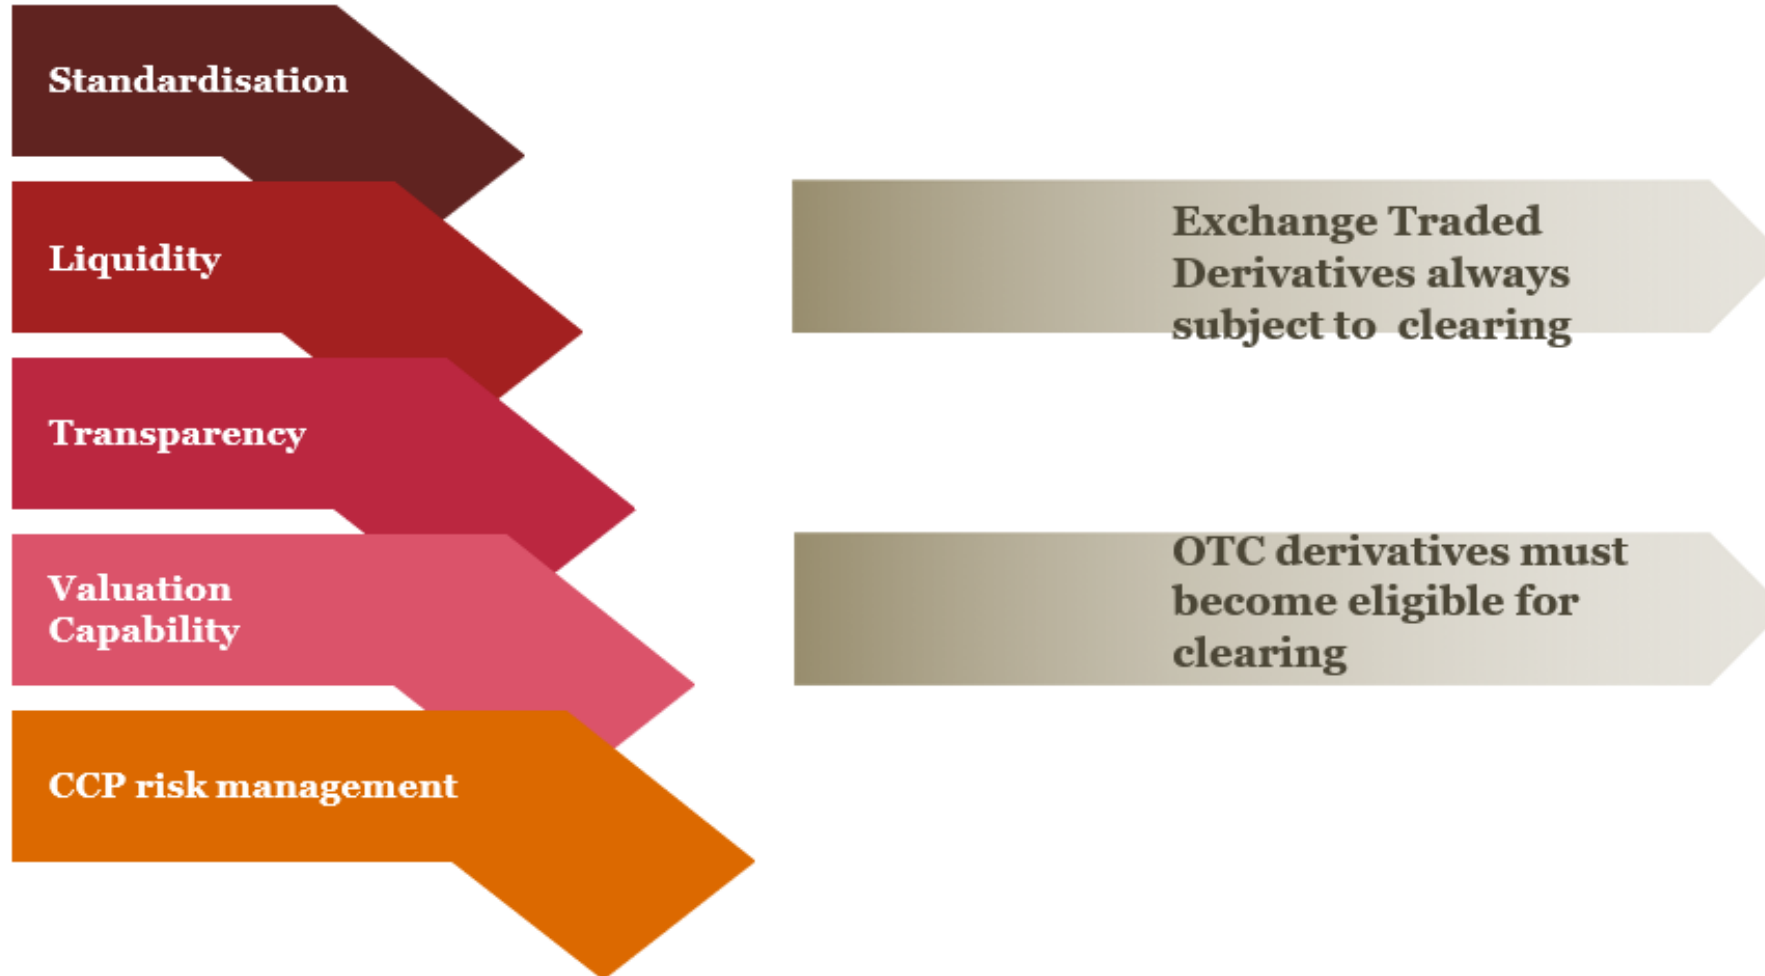 Standardisation
Liquidity
Transparency
Valuation
Capability
CCP risk management
Exchange Traded
Derivatives always
subject to  clearing
OTC derivatives must
become eligible for
clearing